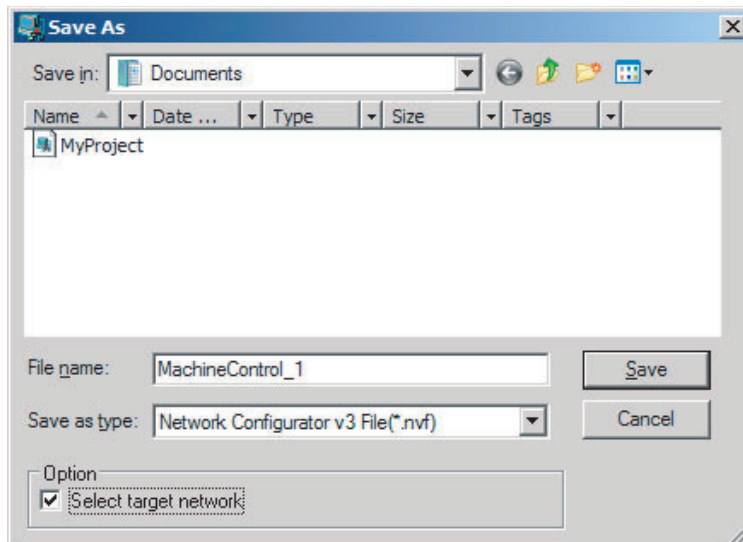 Save As
Save in: Documents
Name Date ... Type Size Tags
MyProject
File name: MachineControl_1 Save
Save as type: Network Configurator v3 File(*.nvf) Cancel
Option
Select target network